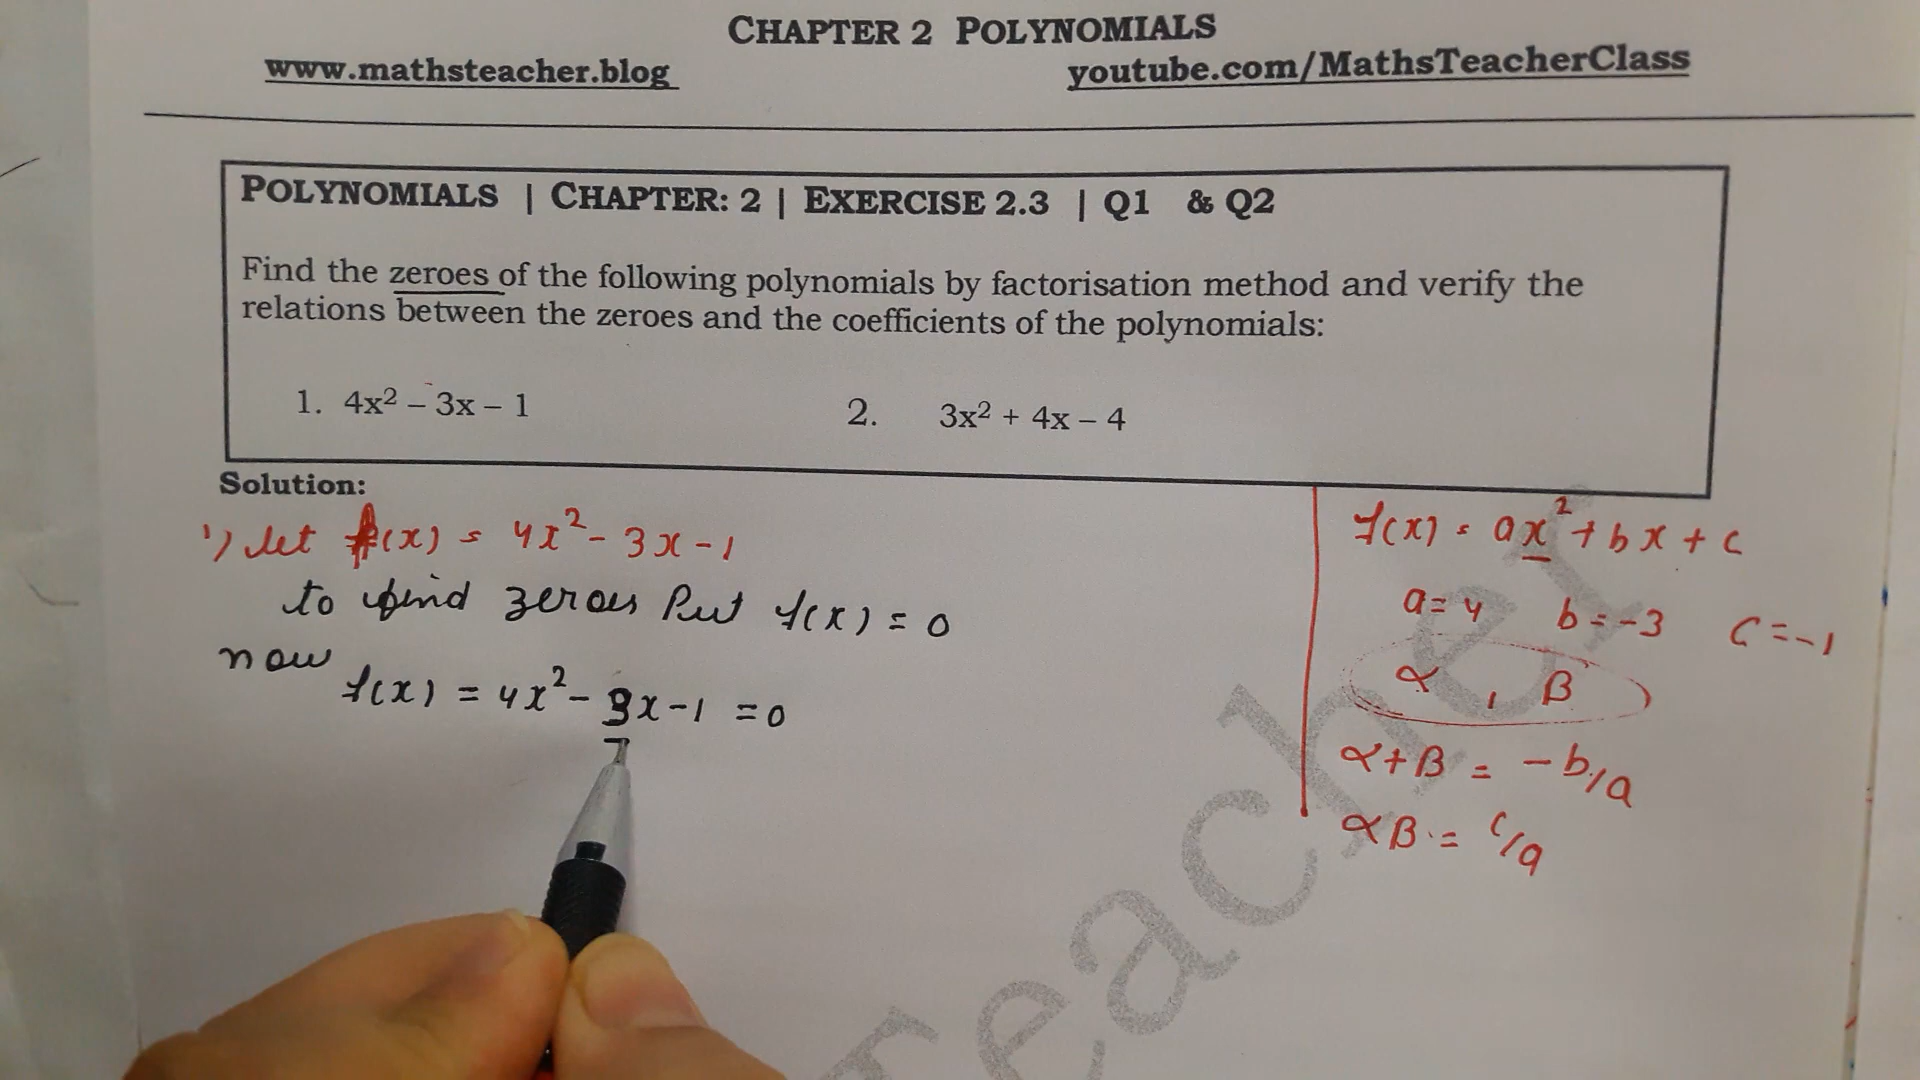 CHAPTER 2 POLYNOMIALS
www.mathsteacher.blog youtube.com/MathsTeacherClass
POLYNOMIALS | CHAPTER: 2 | EXERCISE 2.3 | Q1 & Q2
Find the zeroes of the following polynomials by factorisation method and verify the
relations between the zeroes and the coefficients of the polynomials:
1. 4x² – 3x – 1 2. 3x² + 4x – 4
Solution:
1) let f(x) = 4x² - 3x - 1
to find zeroes Put f(x) = 0
now
f(x) = 4x² - 3x - 1 = 0
f(x) = ax² + bx + c
a = 4 b = -3 c = -1
α , β
α + β = -b/a
αβ = c/a
eacher